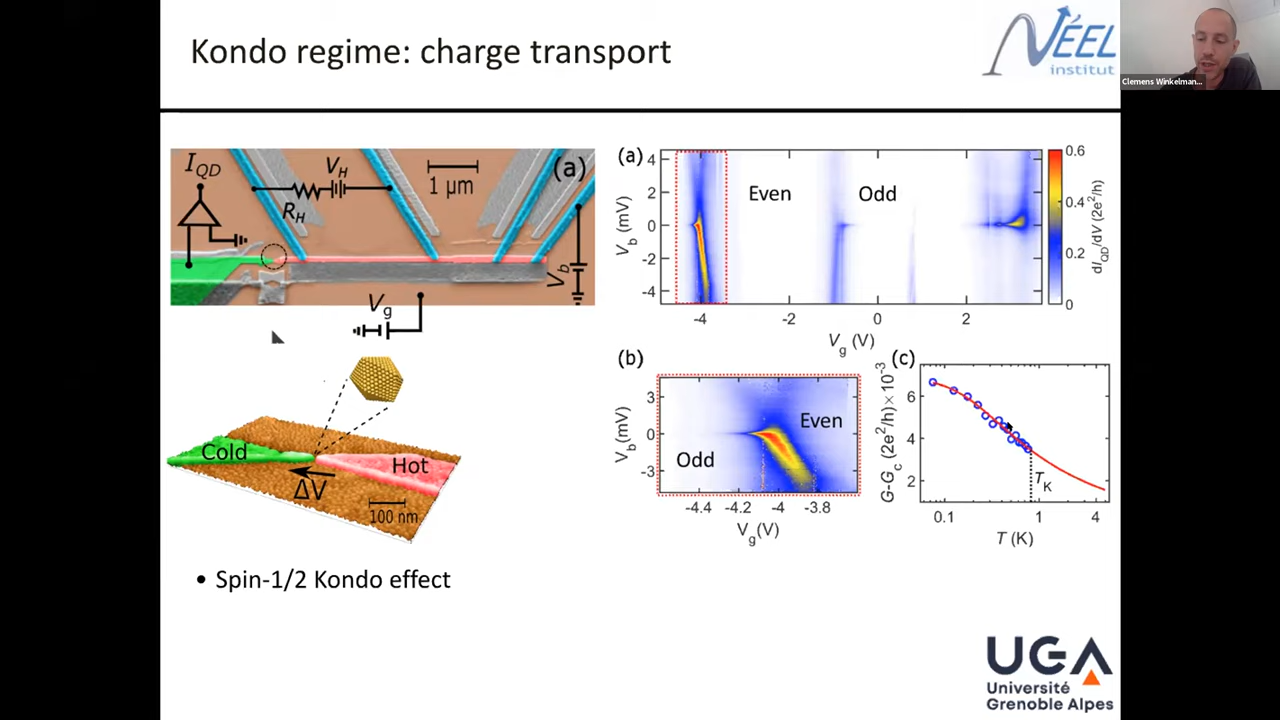 Kondo regime: charge transport
NÉEL
institut
Clemens Winkelman...
I_QD
V_H
R_H
1 µm
(a)
V_b
V_g
Cold
Hot
ΔV
100 nm
• Spin-1/2 Kondo effect
(a)
V_b (mV)
4
2
0
-2
-4
Even
Odd
-4 -2 0 2
V_g (V)
0.6
0.4
0.2
0
dI_QD/dV (2e²/h)
(b)
V_b(mV)
3
0
-3
Odd
Even
-4.4 -4.2 -4 -3.8
V_g(V)
(c)
G-G_c (2e²/h)×10⁻³
6
4
2
T_K
0.1 1 4
T (K)
UGA
Université
Grenoble Alpes